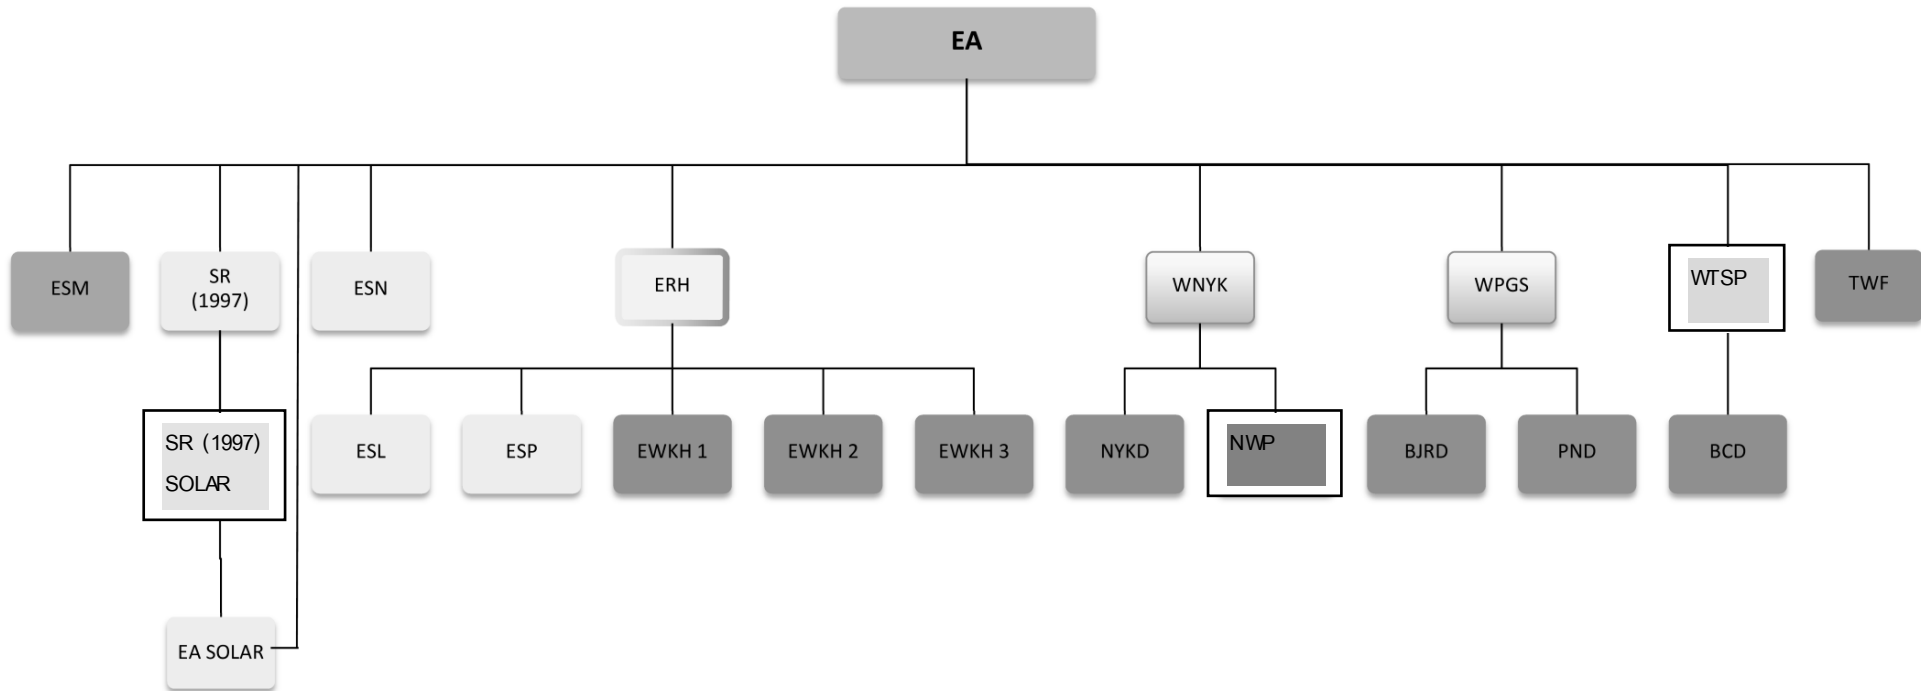 EA
ESM
SR
(1997)
ESN
ERH
WNYK
WPGS
WTSP
TWF
SR (1997)
SOLAR
ESL
ESP
EWKH 1
EWKH 2
EWKH 3
NYKD
NWP
BJRD
PND
BCD
EA SOLAR